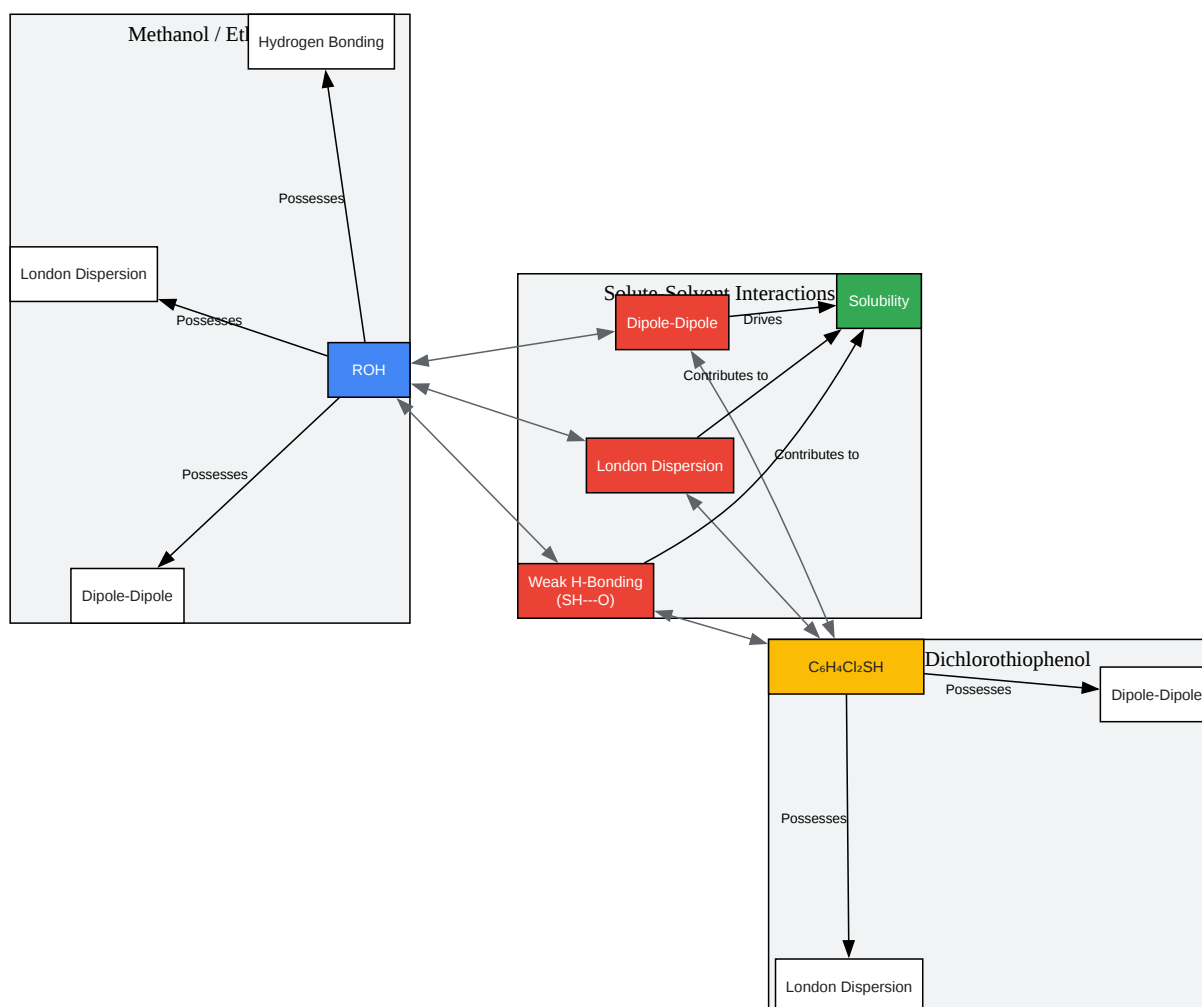 Methanol / Etl
Hydrogen Bonding
Possesses
London Dispersion
Possesses
ROH
Possesses
Dipole-Dipole
Solute-Solvent Interactions
Solubility
Dipole-Dipole
Drives
Contributes to
London Dispersion
Contributes to
Weak H-Bonding
(SH---O)
C₆H₄Cl₂SH
Dichlorothiophenol
Possesses
Dipole-Dipole
Possesses
London Dispersion